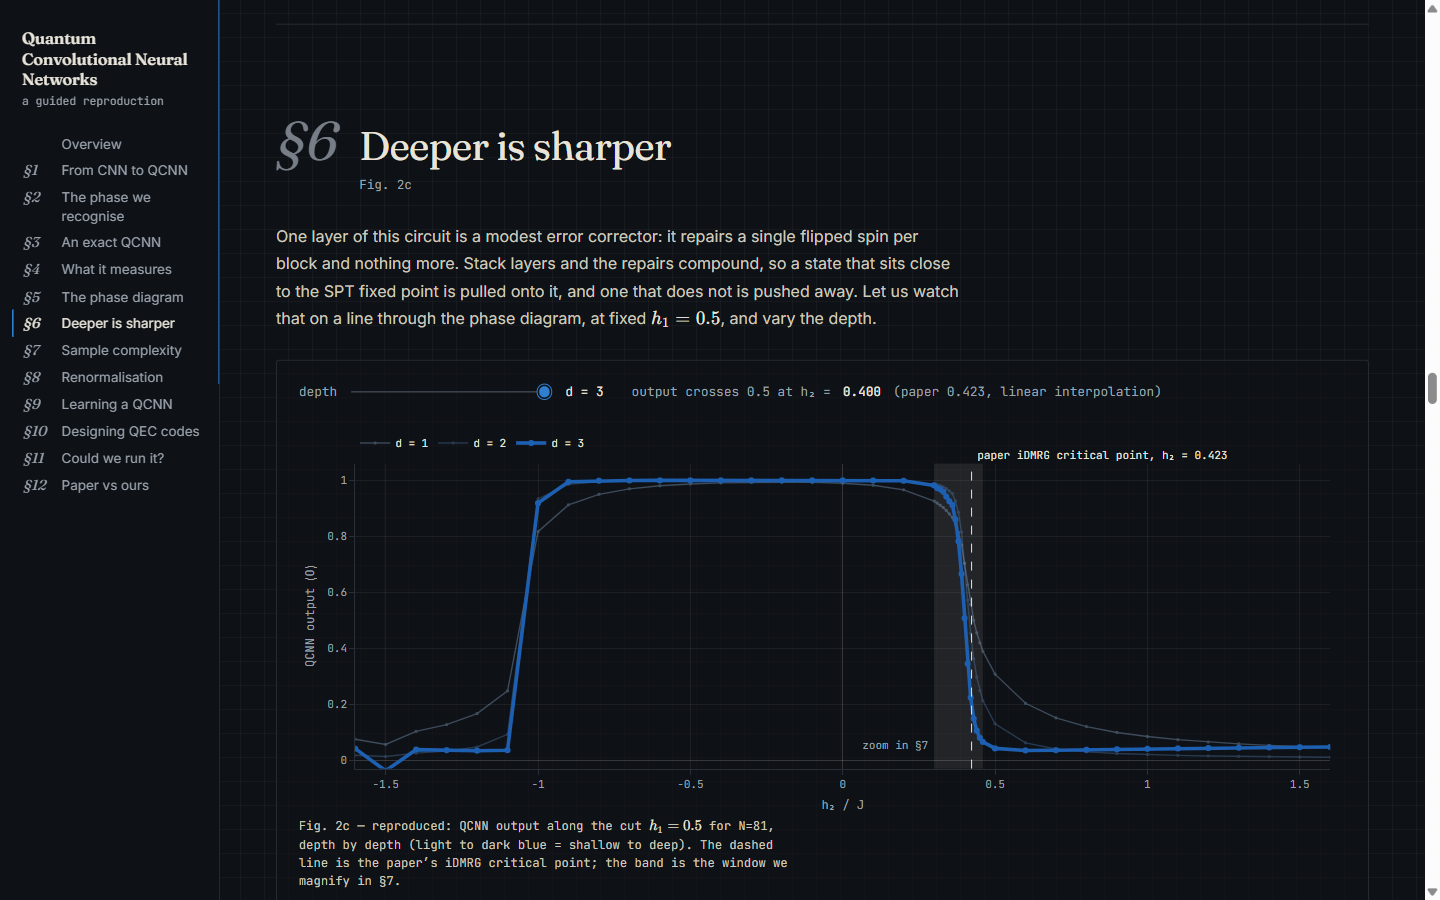 Quantum
Convolutional Neural
Networks
a guided reproduction
Overview
§1 From CNN to QCNN
§2 The phase we
recognise
§3 An exact QCNN
§4 What it measures
§5 The phase diagram
§6 Deeper is sharper
§7 Sample complexity
§8 Renormalisation
§9 Learning a QCNN
§10 Designing QEC codes
§11 Could we run it?
§12 Paper vs ours
§6 Deeper is sharper
Fig. 2c
One layer of this circuit is a modest error corrector: it repairs a single flipped spin per
block and nothing more. Stack layers and the repairs compound, so a state that sits close
to the SPT fixed point is pulled onto it, and one that does not is pushed away. Let us watch
that on a line through the phase diagram, at fixed h₁ = 0.5, and vary the depth.
depth d = 3 output crosses 0.5 at h₂ = 0.400 (paper 0.423, linear interpolation)
d = 1 d = 2 d = 3
paper iDMRG critical point, h₂ = 0.423
1
0.8
0.6
0.4
0.2
0
QCNN output ⟨O⟩
zoom in §7
-1.5 -1 -0.5 0 0.5 1 1.5
h₂ / J
Fig. 2c — reproduced: QCNN output along the cut h₁ = 0.5 for N=81,
depth by depth (light to dark blue = shallow to deep). The dashed
line is the paper’s iDMRG critical point; the band is the window we
magnify in §7.